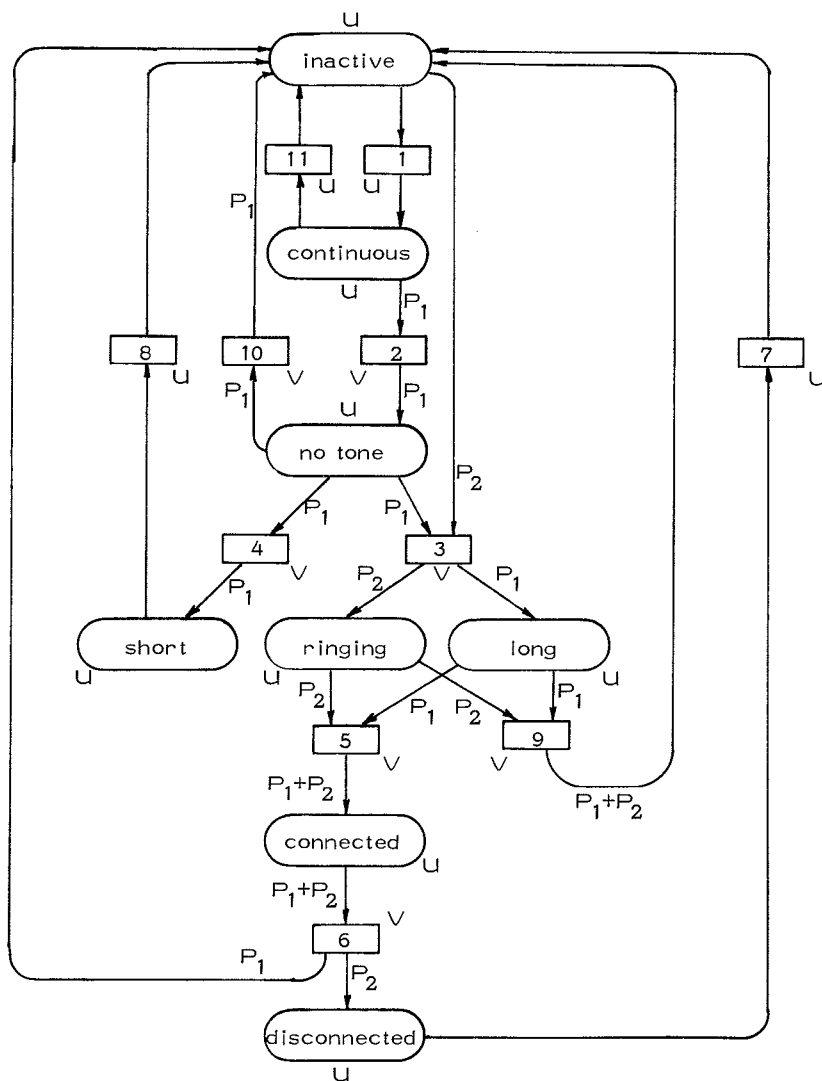 u
inactive
11
1
u
u
P₁
continuous
u
P₁
8
10
2
7
u
v
v
u
P₁
u
P₁
no tone
P₂
P₁
P₁
4
3
v
v
P₁
P₂
P₁
short
ringing
long
u
u
u
P₂
P₁
P₂
P₁
5
9
v
v
P₁+P₂
P₁+P₂
connected
u
P₁+P₂
v
6
P₁
P₂
disconnected
u